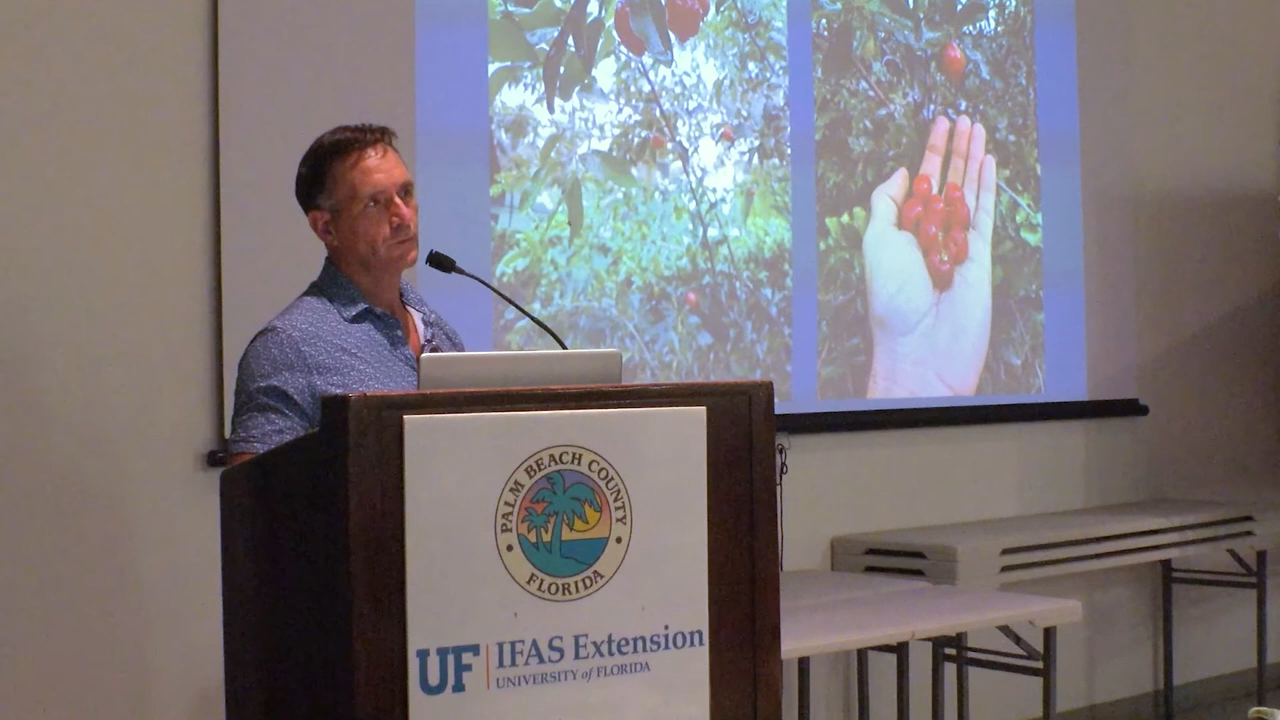 PALM BEACH COUNTY
FLORIDA
UF IFAS Extension
UNIVERSITY of FLORIDA